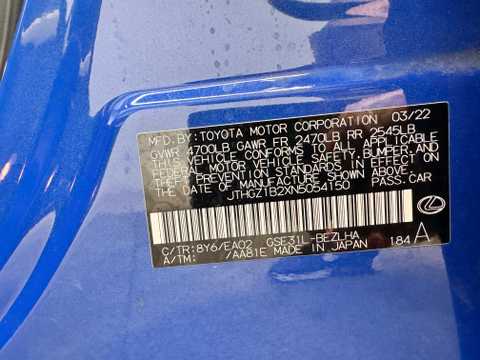 MFD.BY:TOYOTA MOTOR CORPORATION 03/22
GVWR 4700LB GAWR FR 2470LB RR 2545LB
THIS VEHICLE CONFORMS TO ALL APPLICABLE
FEDERAL MOTOR VEHICLE SAFETY, BUMPER, AND
THEFT PREVENTION STANDARDS IN EFFECT ON
THE DATE OF MANUFACTURE SHOWN ABOVE.
JTHGZ1B2XN5054150 PASS.CAR
C/TR:8Y6/EA02 GSE31L-BEZLHA
A/TM: /AA81E MADE IN JAPAN 184 A